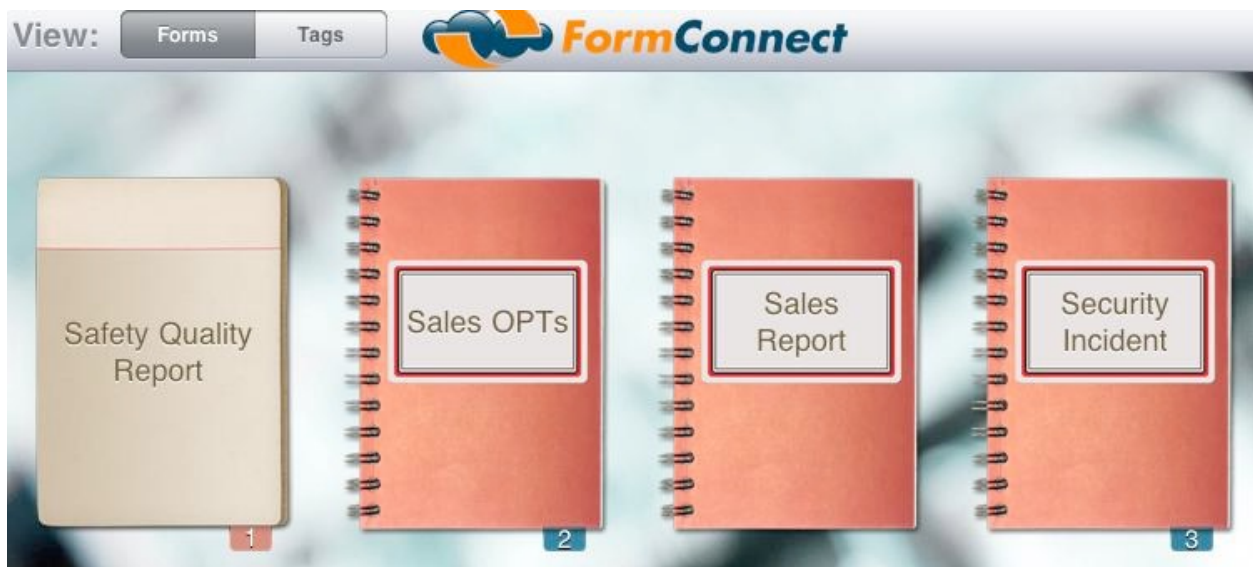 View: Forms Tags FormConnect
Safety Quality
Report
Sales OPTs
Sales
Report
Security
Incident
1
2
3